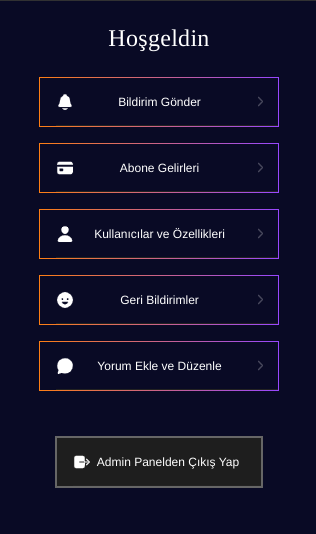 Hoşgeldin
Bildirim Gönder
Abone Gelirleri
Kullanıcılar ve Özellikleri
Geri Bildirimler
Yorum Ekle ve Düzenle
Admin Panelden Çıkış Yap